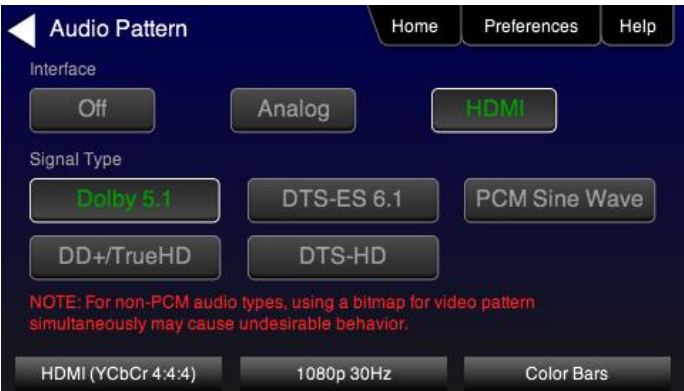 Audio Pattern
Home
Preferences
Help
Interface
Off
Analog
HDMI
Signal Type
Dolby 5.1
DTS-ES 6.1
PCM Sine Wave
DD+/TrueHD
DTS-HD
NOTE: For non-PCM audio types, using a bitmap for video pattern
simultaneously may cause undesirable behavior.
HDMI (YCbCr 4:4:4)
1080p 30Hz
Color Bars